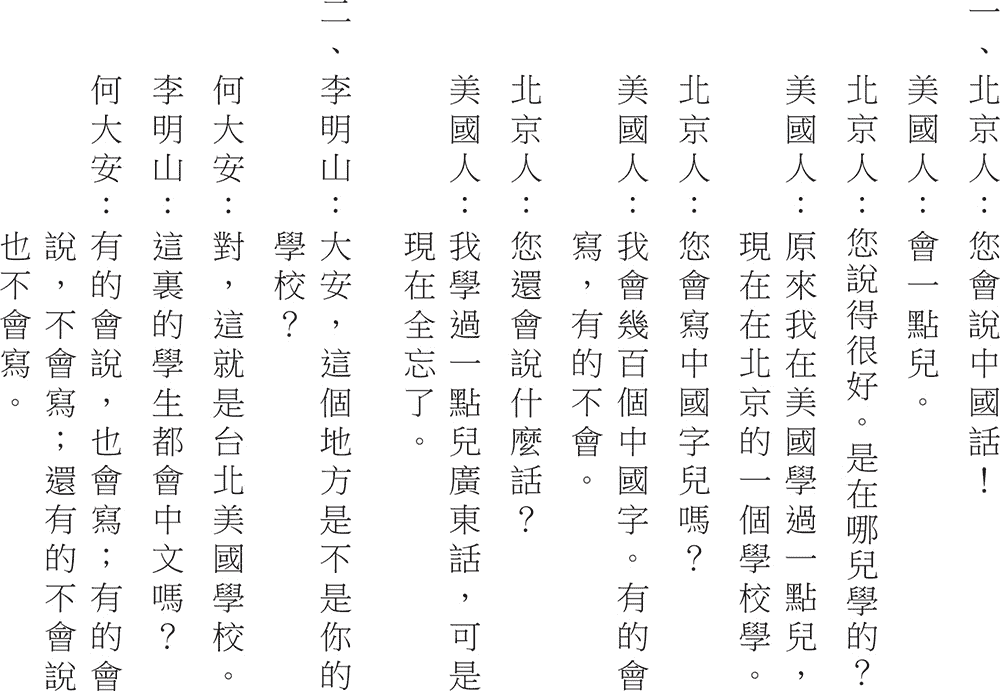 一、北京人：您會說中國話！
美國人：會一點兒。
北京人：您說得很好。是在哪兒學的？
美國人：原來我在美國學過一點兒，
現在在北京的一個學校學。
北京人：您會寫中國字兒嗎？
美國人：我會幾百個中國字。有的會
寫，有的不會。
北京人：您還會說什麼話？
美國人：我學過一點兒廣東話，可是
現在全忘了。
二、李明山：大安，這個地方是不是你的
學校？
何大安：對，這就是台北美國學校。
李明山：這裏的學生都會中文嗎？
何大安：有的會說，也會寫；有的會
說，不會寫；還有的不會說
也不會寫。